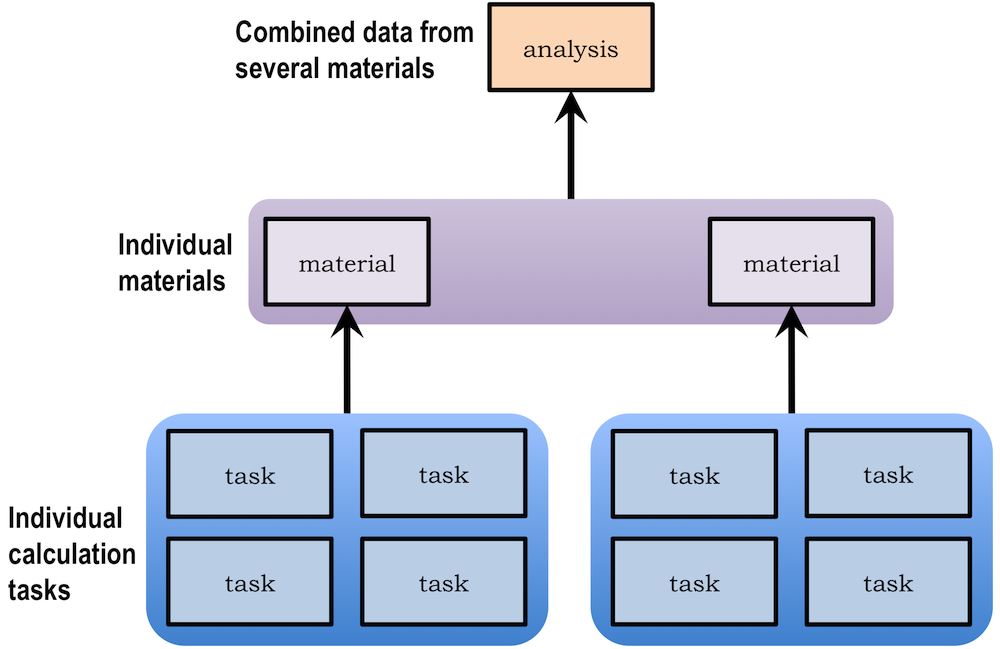 Combined data from
several materials
analysis
Individual
materials
material
material
Individual
calculation
tasks
task
task
task
task
task
task
task
task